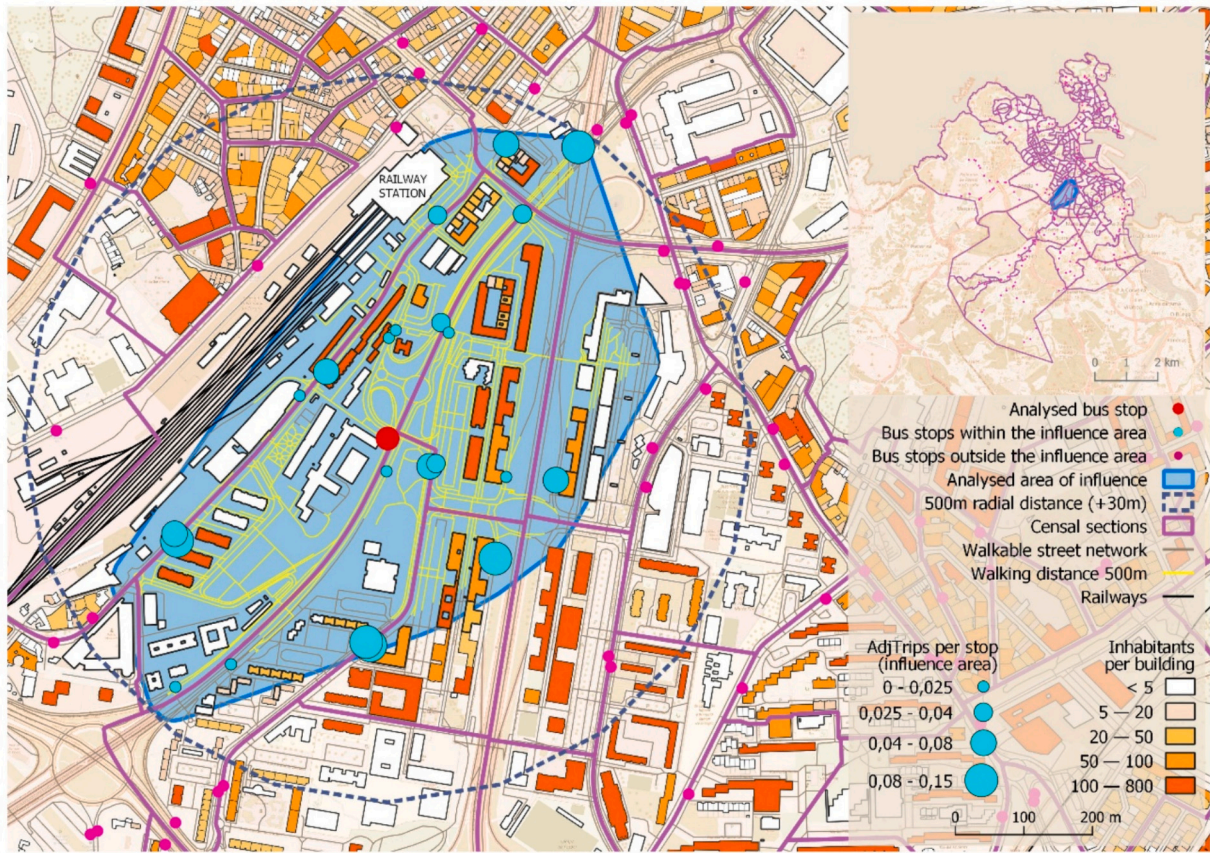 RAILWAY
STATION
0 1 2 km
Analysed bus stop
Bus stops within the influence area
Bus stops outside the influence area
Analysed area of influence
500m radial distance (+30m)
Censal sections
Walkable street network
Walking distance 500m
Railways
AdjTrips per stop
(influence area)
0 - 0,025
0,025 - 0,04
0,04 - 0,08
0,08 - 0,15
Inhabitants
per building
< 5
5 — 20
20 — 50
50 — 100
100 — 800
0 100 200 m